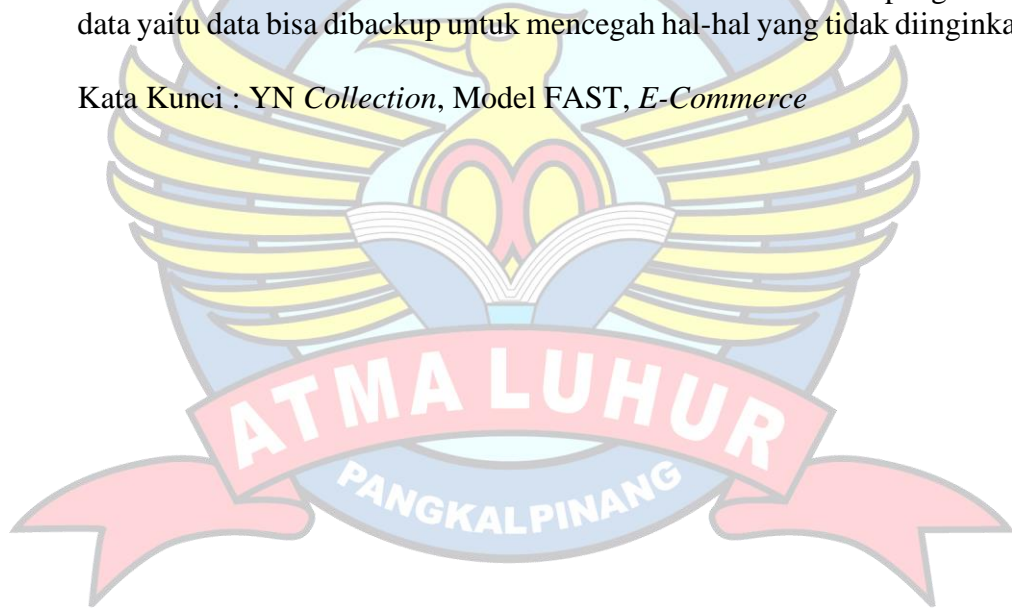 data yaitu data bisa dibackup untuk mencegah hal-hal yang tidak diinginka
Kata Kunci : YN Collection, Model FAST, E-Commerce
ATMA LUHUR
PANGKALPINANG